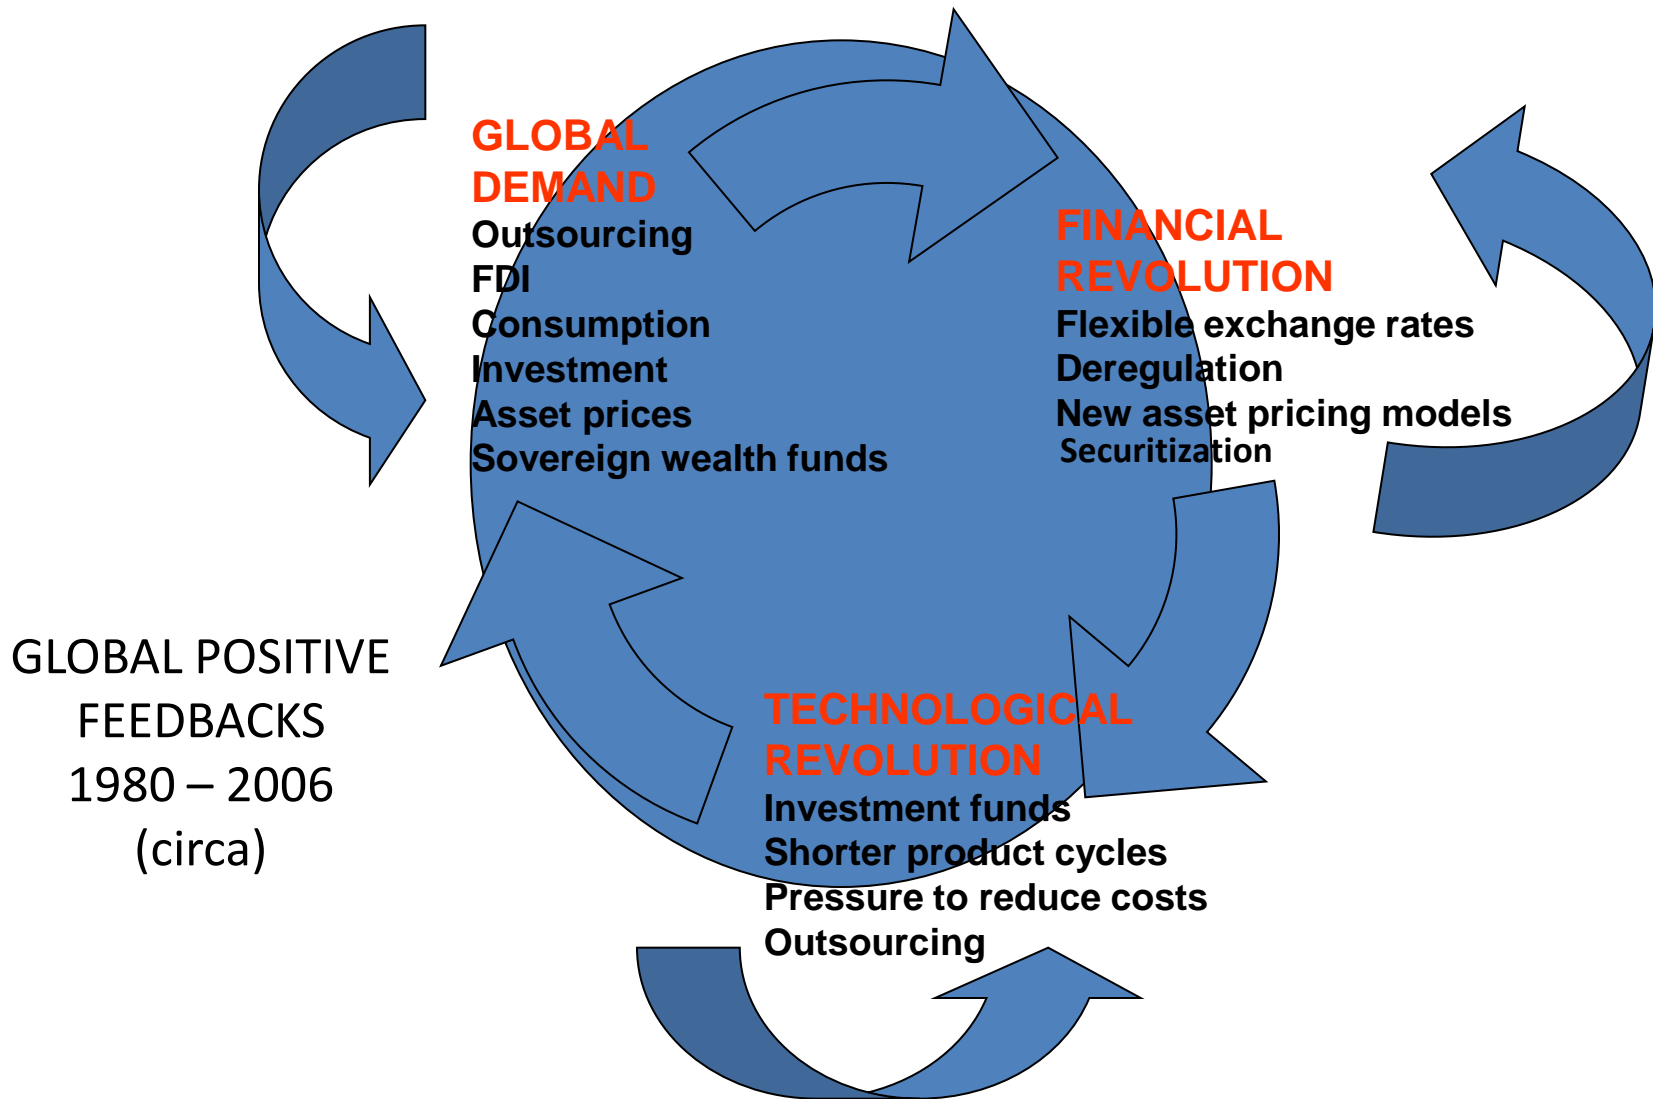 GLOBAL
DEMAND
Outsourcing
FDI
Consumption
Investment
Asset prices
Sovereign wealth funds
FINANCIAL
REVOLUTION
Flexible exchange rates
Deregulation
New asset pricing models
Securitization
TECHNOLOGICAL
REVOLUTION
Investment funds
Shorter product cycles
Pressure to reduce costs
Outsourcing
GLOBAL POSITIVE
FEEDBACKS
1980 – 2006
(circa)